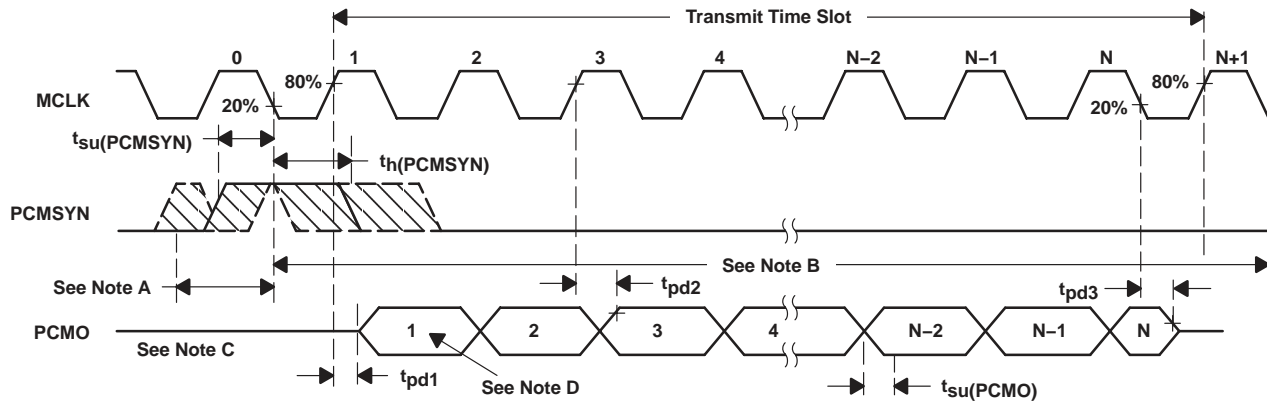 Transmit Time Slot
0 1 2 3 4 N–2 N–1 N N+1
MCLK
80%
20%
80%
20%
tsu(PCMSYN)
th(PCMSYN)
PCMSYN
See Note A
See Note B
tpd2
tpd3
PCMO
1 2 3 4 N–2 N–1 N
See Note C
tpd1
See Note D
tsu(PCMO)